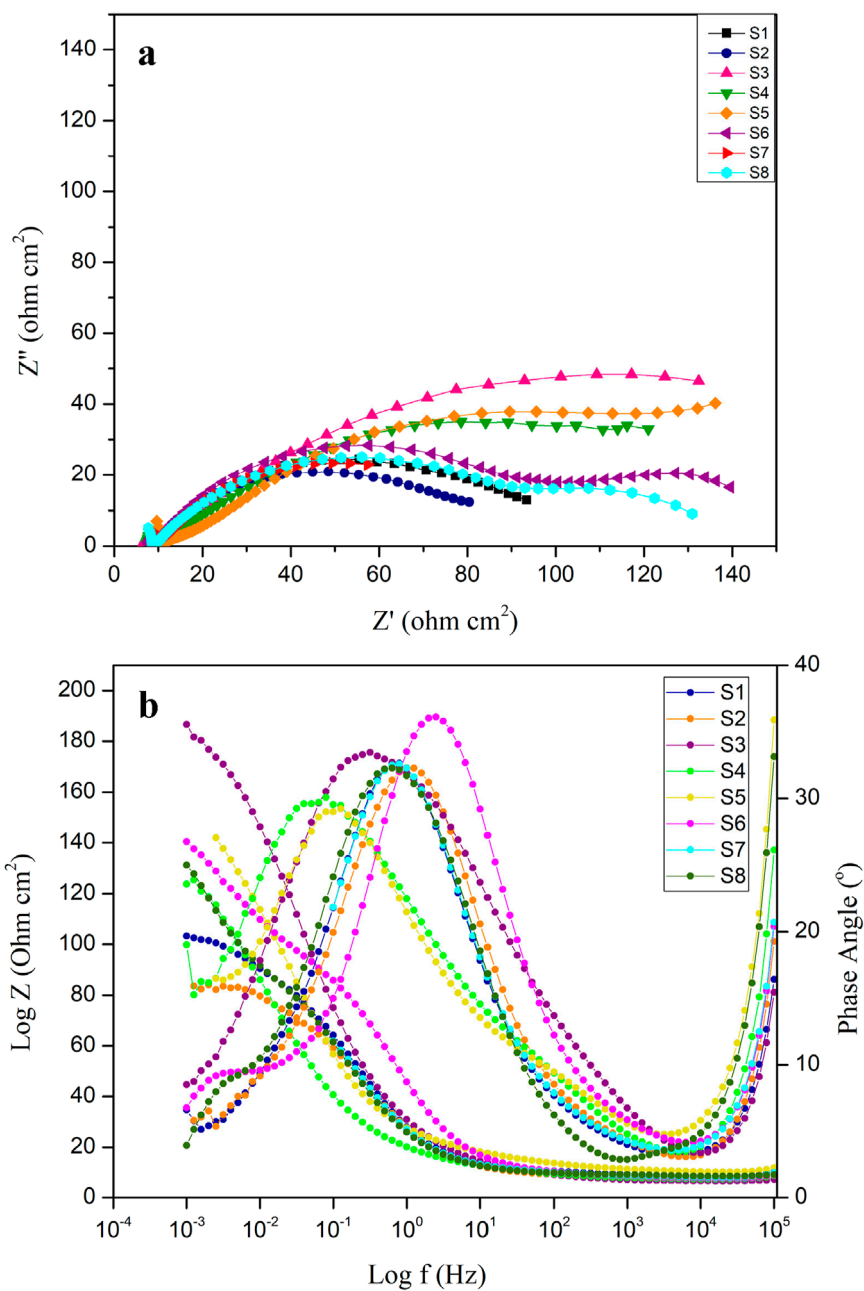 a
S1
S2
S3
S4
S5
S6
S7
S8
Z'' (ohm cm²)
140
120
100
80
60
40
20
0
0 20 40 60 80 100 120 140
Z' (ohm cm²)
b
S1
S2
S3
S4
S5
S6
S7
S8
Log Z (Ohm cm²)
200
180
160
140
120
100
80
60
40
20
0
Phase Angle (º)
40
30
20
10
0
10⁻⁴ 10⁻³ 10⁻² 10⁻¹ 10⁰ 10¹ 10² 10³ 10⁴ 10⁵
Log f (Hz)